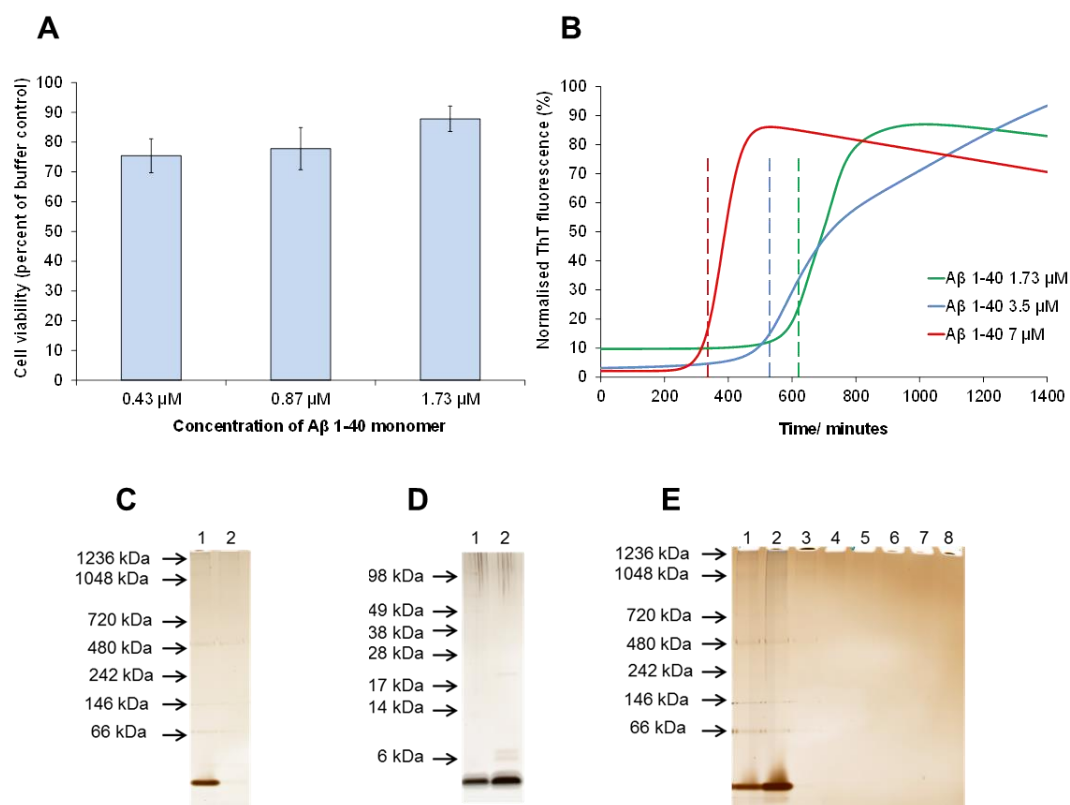 A
Cell viability (percent of buffer control)
100
90
80
70
60
50
40
30
20
10
0
0.43 µM 0.87 µM 1.73 µM
Concentration of Aβ 1-40 monomer
B
Normalised ThT fluorescence (%)
100
90
80
70
60
50
40
30
20
10
0
Aβ 1-40 1.73 µM
Aβ 1-40 3.5 µM
Aβ 1-40 7 µM
0 200 400 600 800 1000 1200 1400
Time/ minutes
C
1 2
1236 kDa
1048 kDa
720 kDa
480 kDa
242 kDa
146 kDa
66 kDa
D
1 2
98 kDa
49 kDa
38 kDa
28 kDa
17 kDa
14 kDa
6 kDa
E
1 2 3 4 5 6 7 8
1236 kDa
1048 kDa
720 kDa
480 kDa
242 kDa
146 kDa
66 kDa